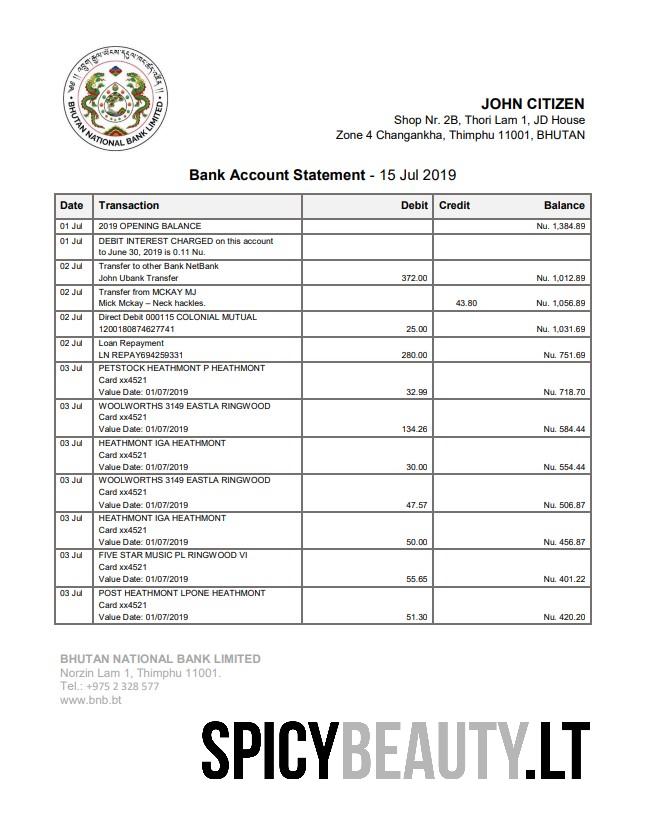 BHUTAN NATIONAL BANK LIMITED
JOHN CITIZEN
Shop Nr. 2B, Thori Lam 1, JD House
Zone 4 Changankha, Thimphu 11001, BHUTAN
Bank Account Statement - 15 Jul 2019
Date Transaction Debit Credit Balance
01 Jul 2019 OPENING BALANCE Nu. 1,384.89
01 Jul DEBIT INTEREST CHARGED on this account
to June 30, 2019 is 0.11 Nu.
02 Jul Transfer to other Bank NetBank
John Ubank Transfer 372.00 Nu. 1,012.89
02 Jul Transfer from MCKAY MJ
Mick Mckay – Neck hackles. 43.80 Nu. 1,056.89
02 Jul Direct Debit 000115 COLONIAL MUTUAL
1200180874627741 25.00 Nu. 1,031.69
02 Jul Loan Repayment
LN REPAY694259331 280.00 Nu. 751.69
03 Jul PETSTOCK HEATHMONT P HEATHMONT
Card xx4521
Value Date: 01/07/2019 32.99 Nu. 718.70
03 Jul WOOLWORTHS 3149 EASTLA RINGWOOD
Card xx4521
Value Date: 01/07/2019 134.26 Nu. 584.44
03 Jul HEATHMONT IGA HEATHMONT
Card xx4521
Value Date: 01/07/2019 30.00 Nu. 554.44
03 Jul WOOLWORTHS 3149 EASTLA RINGWOOD
Card xx4521
Value Date: 01/07/2019 47.57 Nu. 506.87
03 Jul HEATHMONT IGA HEATHMONT
Card xx4521
Value Date: 01/07/2019 50.00 Nu. 456.87
03 Jul FIVE STAR MUSIC PL RINGWOOD VI
Card xx4521
Value Date: 01/07/2019 55.65 Nu. 401.22
03 Jul POST HEATHMONT LPONE HEATHMONT
Card xx4521
Value Date: 01/07/2019 51.30 Nu. 420.20
BHUTAN NATIONAL BANK LIMITED
Norzin Lam 1, Thimphu 11001.
Tel.: +975 2 328 577
www.bnb.bt
SPICYBEAUTY.LT